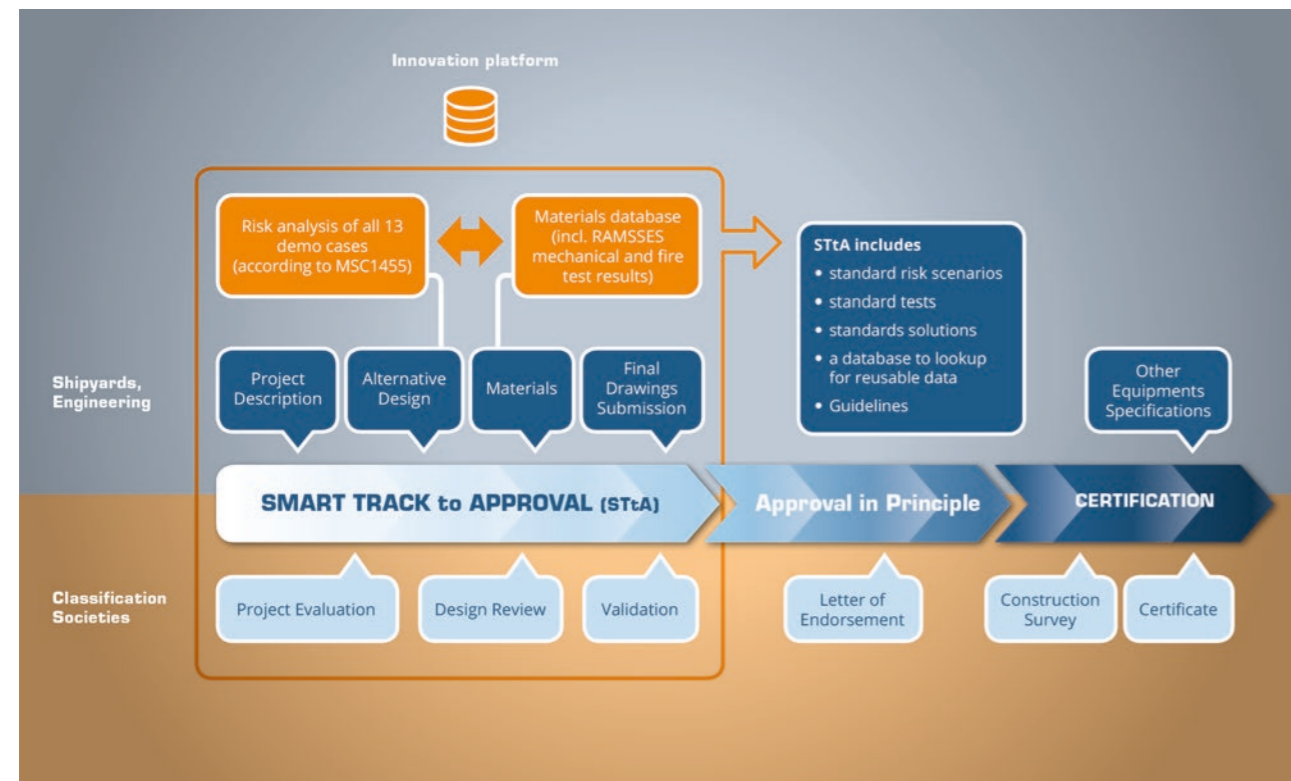 Innovation platform
Risk analysis of all 13
demo cases
(according to MSC1455)
Materials database
(incl. RAMSSES
mechanical and fire
test results)
STtA includes
• standard risk scenarios
• standard tests
• standards solutions
• a database to lookup
for reusable data
• Guidelines
Shipyards,
Engineering
Project
Description
Alternative
Design
Materials
Final
Drawings
Submission
Other
Equipments
Specifications
SMART TRACK to APPROVAL (STtA)
Approval in Principle
CERTIFICATION
Classification
Societies
Project Evaluation
Design Review
Validation
Letter of
Endorsement
Construction
Survey
Certificate